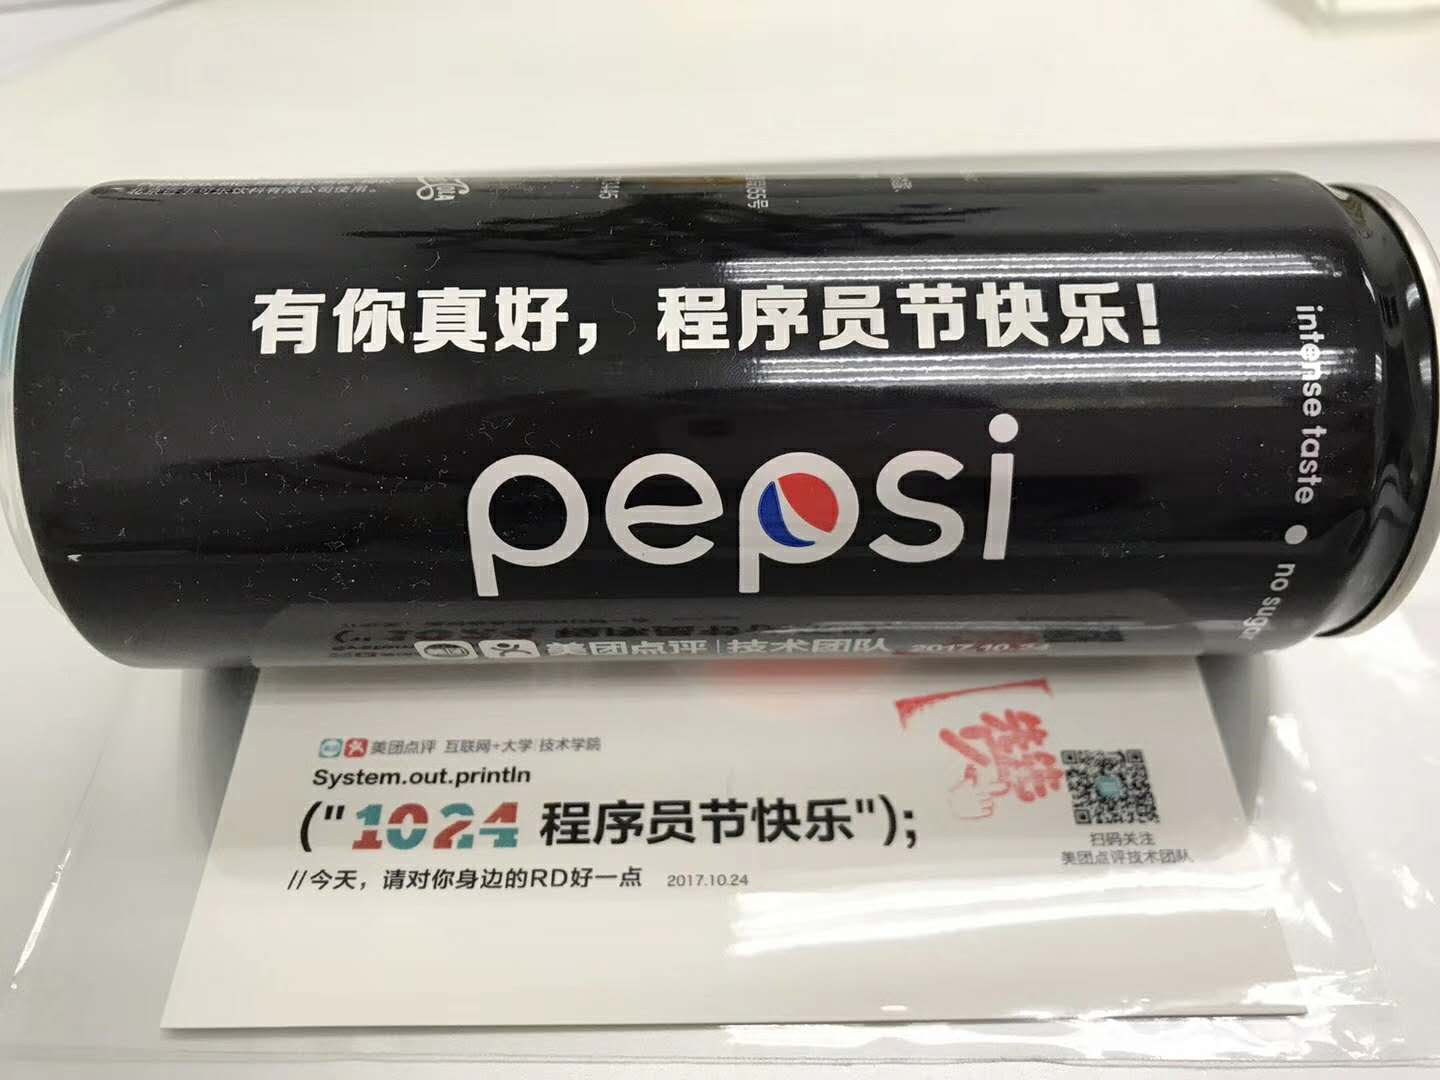 有你真好，程序员节快乐！
pepsi
intense taste • no sugar
美团点评|技术团队 2017.10.24
美团点评 互联网+大学|技术学院
System.out.println
("1024 程序员节快乐");
//今天，请对你身边的RD好一点 2017.10.24
扫码关注
美团点评技术团队